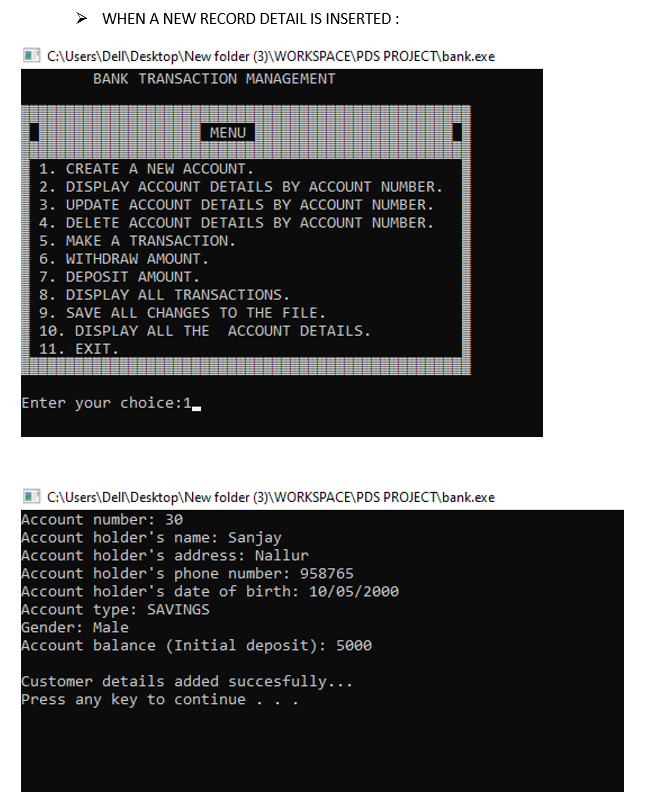 ➢ WHEN A NEW RECORD DETAIL IS INSERTED :
C:\Users\Dell\Desktop\New folder (3)\WORKSPACE\PDS PROJECT\bank.exe
BANK TRANSACTION MANAGEMENT
MENU
1. CREATE A NEW ACCOUNT.
2. DISPLAY ACCOUNT DETAILS BY ACCOUNT NUMBER.
3. UPDATE ACCOUNT DETAILS BY ACCOUNT NUMBER.
4. DELETE ACCOUNT DETAILS BY ACCOUNT NUMBER.
5. MAKE A TRANSACTION.
6. WITHDRAW AMOUNT.
7. DEPOSIT AMOUNT.
8. DISPLAY ALL TRANSACTIONS.
9. SAVE ALL CHANGES TO THE FILE.
10. DISPLAY ALL THE  ACCOUNT DETAILS.
11. EXIT.
Enter your choice:1
C:\Users\Dell\Desktop\New folder (3)\WORKSPACE\PDS PROJECT\bank.exe
Account number: 30
Account holder's name: Sanjay
Account holder's address: Nallur
Account holder's phone number: 958765
Account holder's date of birth: 10/05/2000
Account type: SAVINGS
Gender: Male
Account balance (Initial deposit): 5000
Customer details added succesfully...
Press any key to continue . . .